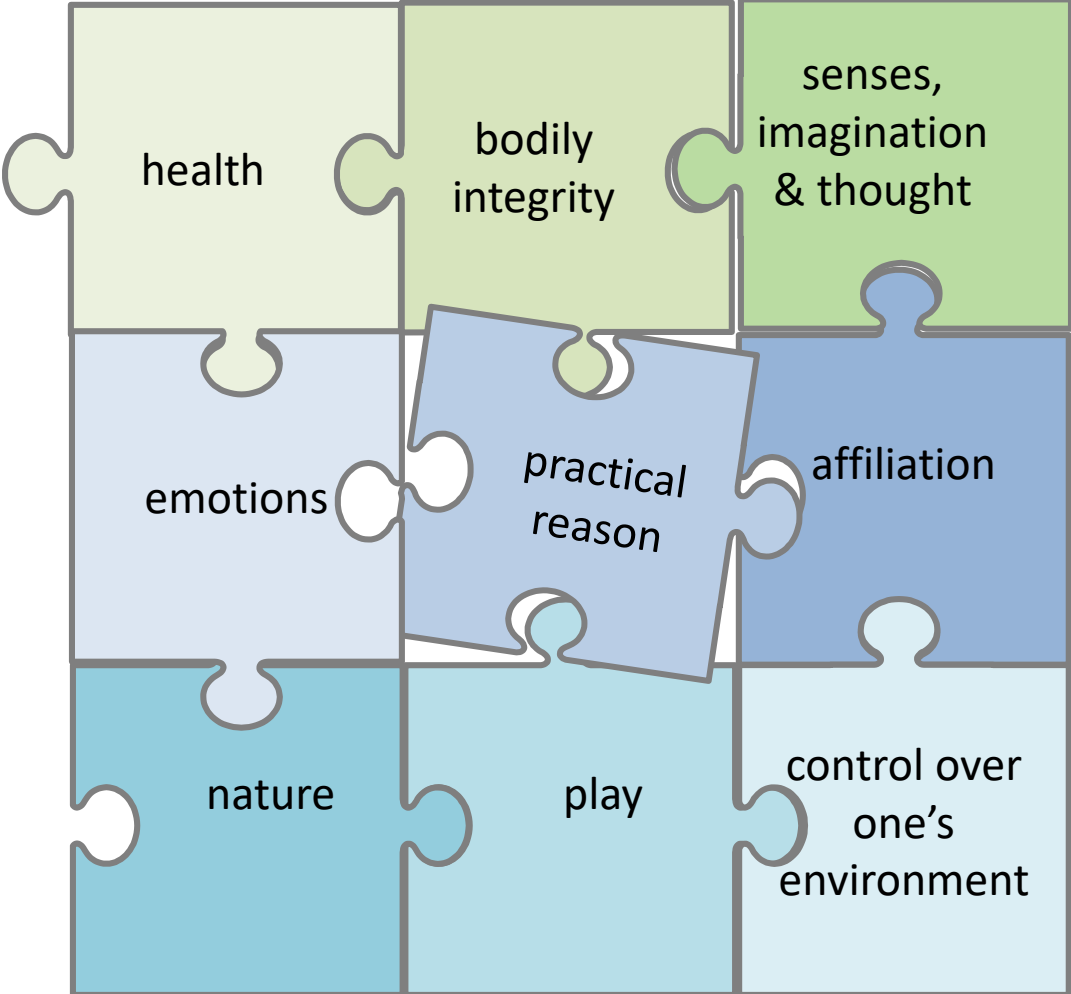 health
bodily
integrity
senses,
imagination
& thought
emotions
practical
reason
affiliation
nature
play
control over
one’s
environment